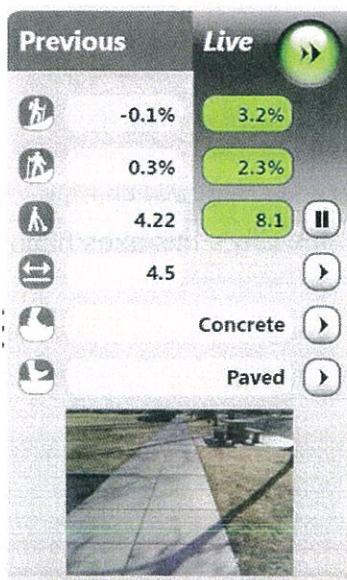 Previous Live
-0.1% 3.2%
0.3% 2.3%
4.22 8.1
4.5
Concrete
Paved